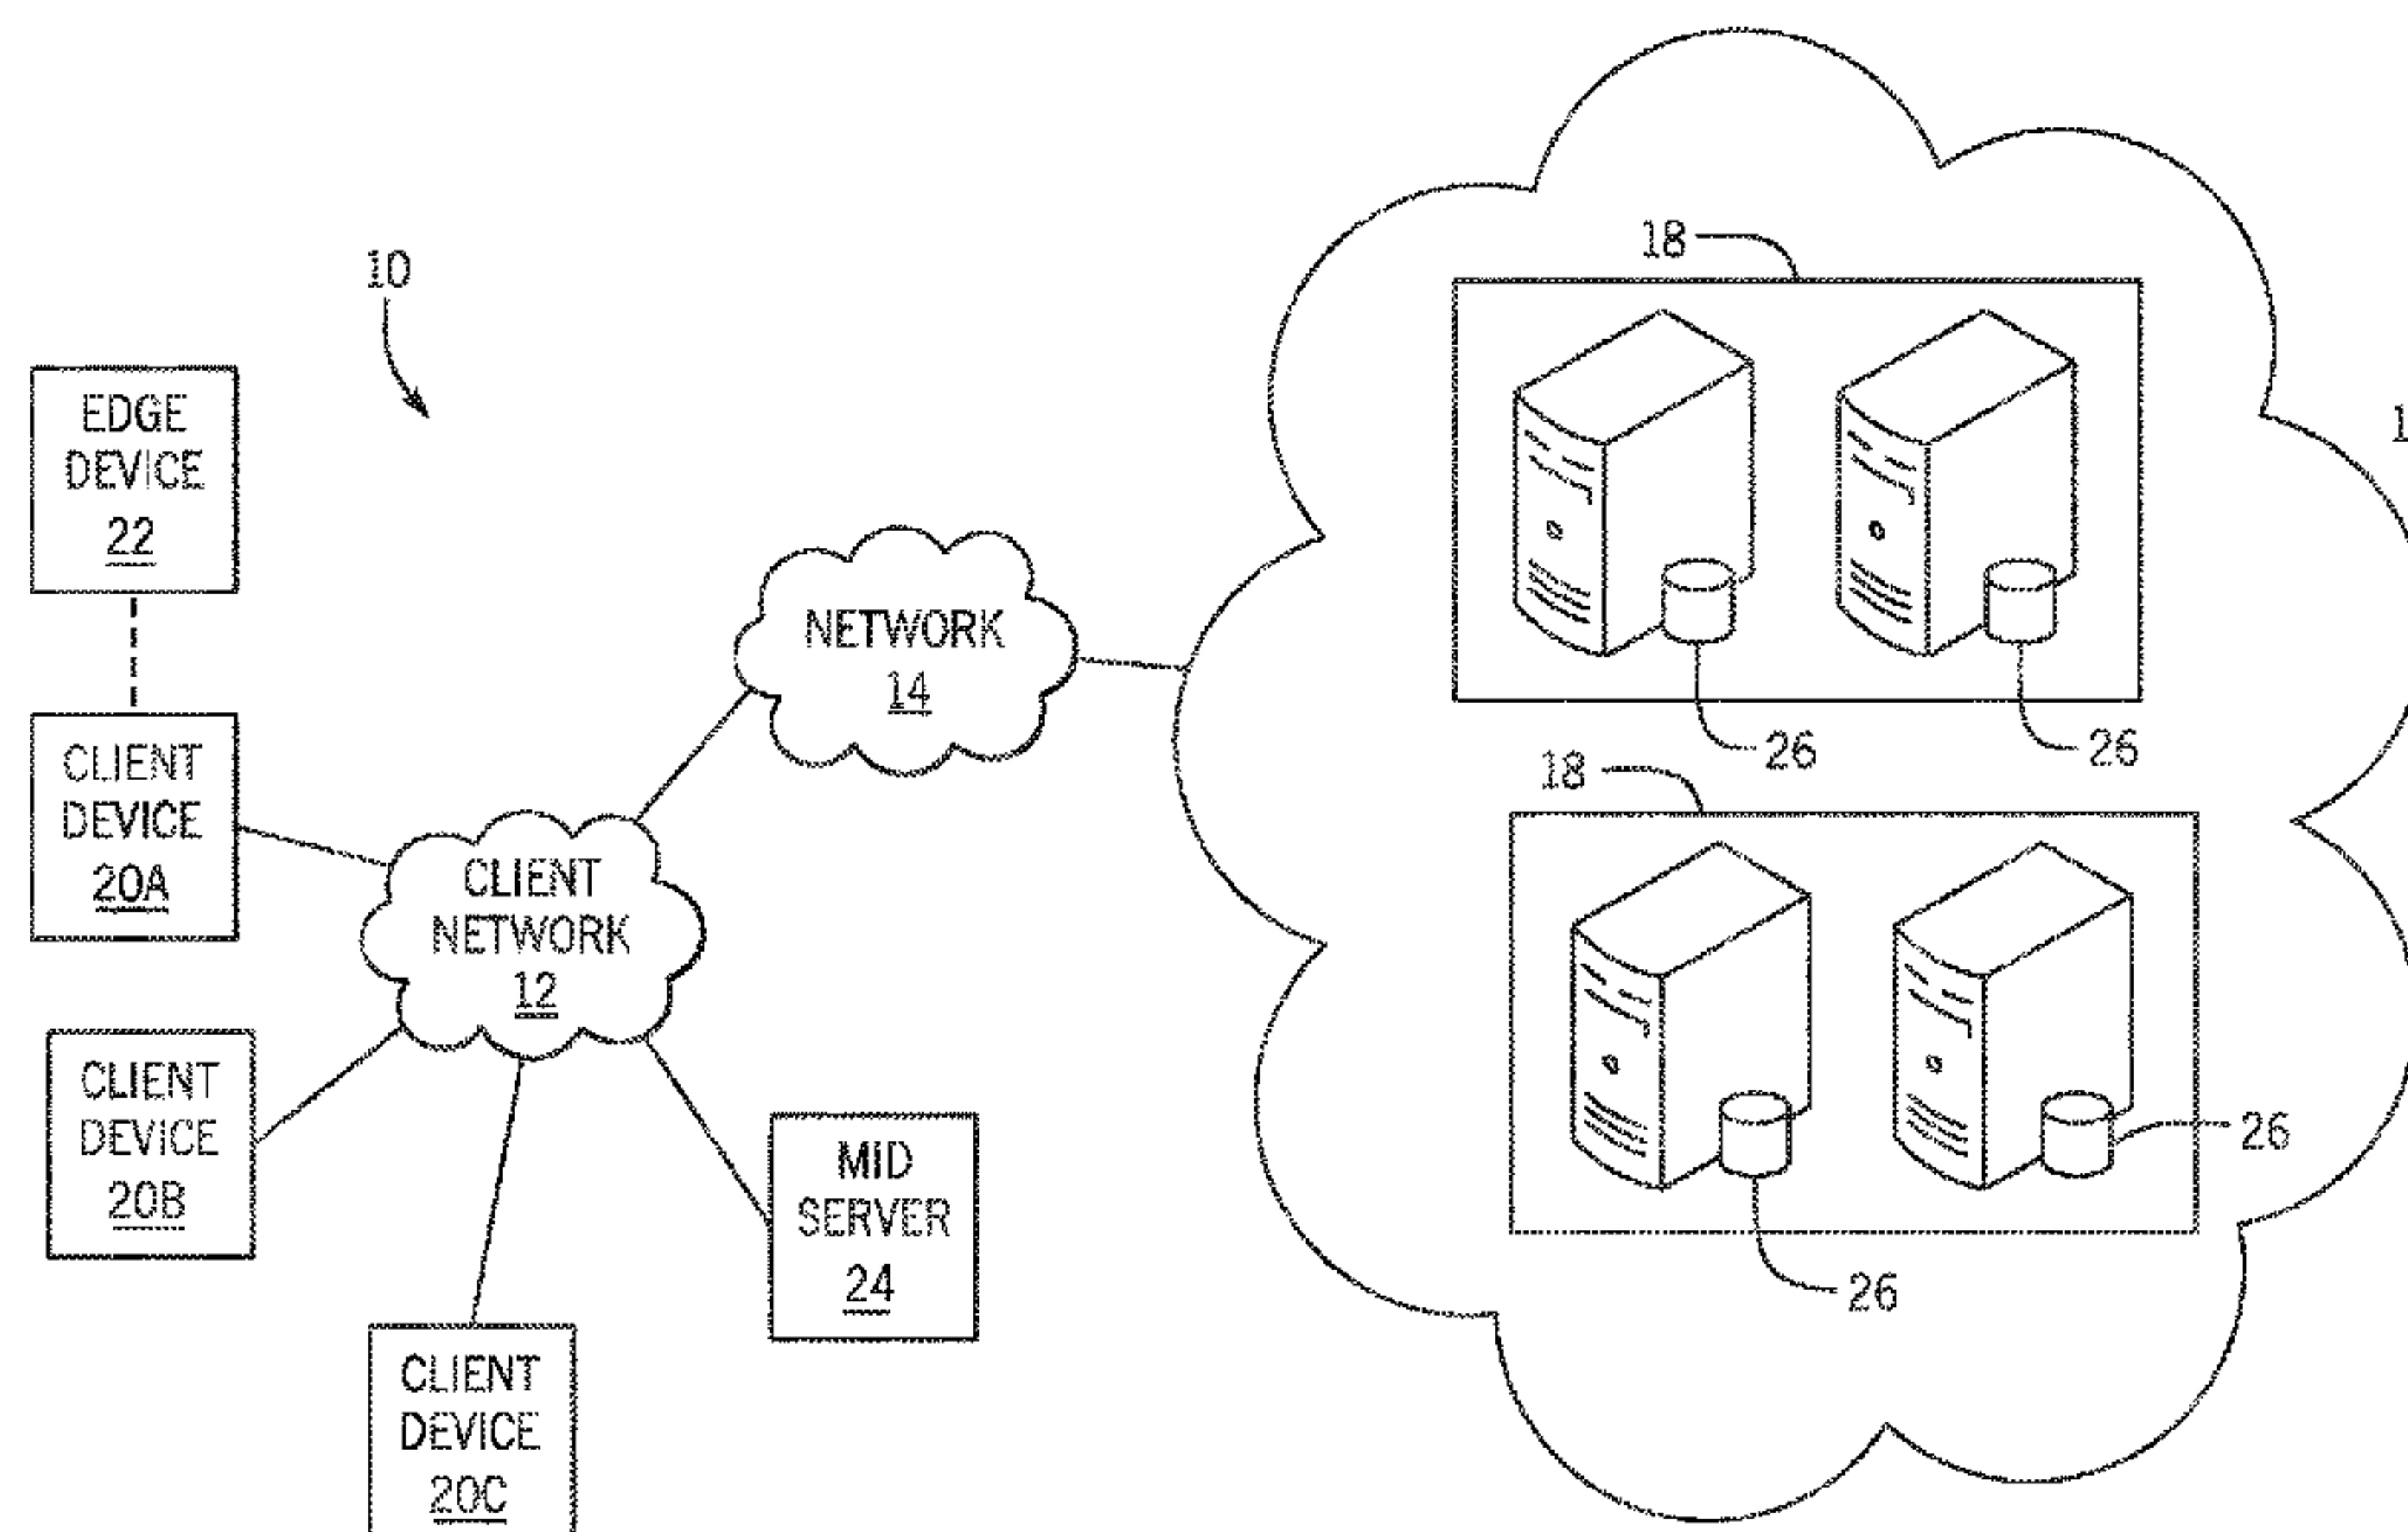 10
EDGE
DEVICE
22
CLIENT
DEVICE
20A
CLIENT
DEVICE
20B
CLIENT
DEVICE
20C
CLIENT
NETWORK
12
MID
SERVER
24
NETWORK
14
18
26
26
18
26
26